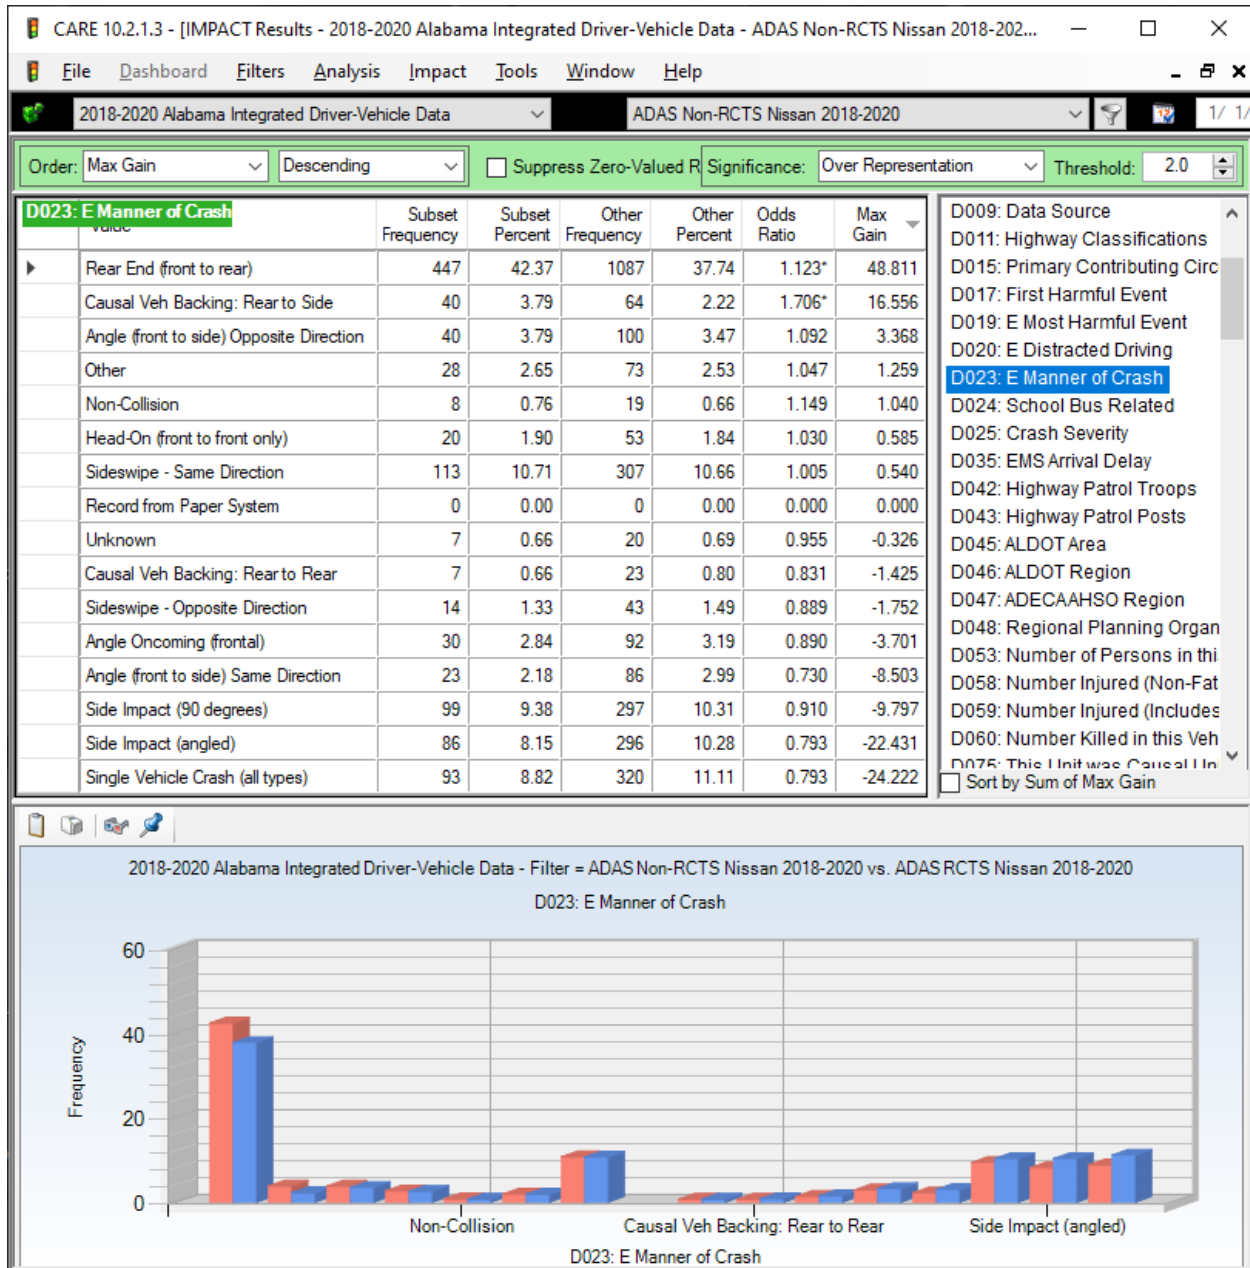 CARE 10.2.1.3 - [IMPACT Results - 2018-2020 Alabama Integrated Driver-Vehicle Data - ADAS Non-RCTS Nissan 2018-202...
File Dashboard Filters Analysis Impact Tools Window Help
2018-2020 Alabama Integrated Driver-Vehicle Data ADAS Non-RCTS Nissan 2018-2020 1/ 1/
Order: Max Gain Descending Suppress Zero-Valued R Significance: Over Representation Threshold: 2.0
D023: E Manner of Crash Subset Frequency Subset Percent Other Frequency Other Percent Odds Ratio Max Gain
Rear End (front to rear) 447 42.37 1087 37.74 1.123* 48.811
Causal Veh Backing: Rear to Side 40 3.79 64 2.22 1.706* 16.556
Angle (front to side) Opposite Direction 40 3.79 100 3.47 1.092 3.368
Other 28 2.65 73 2.53 1.047 1.259
Non-Collision 8 0.76 19 0.66 1.149 1.040
Head-On (front to front only) 20 1.90 53 1.84 1.030 0.585
Sideswipe - Same Direction 113 10.71 307 10.66 1.005 0.540
Record from Paper System 0 0.00 0 0.00 0.000 0.000
Unknown 7 0.66 20 0.69 0.955 -0.326
Causal Veh Backing: Rear to Rear 7 0.66 23 0.80 0.831 -1.425
Sideswipe - Opposite Direction 14 1.33 43 1.49 0.889 -1.752
Angle Oncoming (frontal) 30 2.84 92 3.19 0.890 -3.701
Angle (front to side) Same Direction 23 2.18 86 2.99 0.730 -8.503
Side Impact (90 degrees) 99 9.38 297 10.31 0.910 -9.797
Side Impact (angled) 86 8.15 296 10.28 0.793 -22.431
Single Vehicle Crash (all types) 93 8.82 320 11.11 0.793 -24.222
D009: Data Source
D011: Highway Classifications
D015: Primary Contributing Circ
D017: First Harmful Event
D019: E Most Harmful Event
D020: E Distracted Driving
D023: E Manner of Crash
D024: School Bus Related
D025: Crash Severity
D035: EMS Arrival Delay
D042: Highway Patrol Troops
D043: Highway Patrol Posts
D045: ALDOT Area
D046: ALDOT Region
D047: ADECAAHSO Region
D048: Regional Planning Organ
D053: Number of Persons in thi
D058: Number Injured (Non-Fat
D059: Number Injured (Includes
D060: Number Killed in this Veh
D075: This Unit was Causal Un
Sort by Sum of Max Gain
2018-2020 Alabama Integrated Driver-Vehicle Data - Filter = ADAS Non-RCTS Nissan 2018-2020 vs. ADAS RCTS Nissan 2018-2020
D023: E Manner of Crash
60
40
20
0
Frequency
Non-Collision Causal Veh Backing: Rear to Rear Side Impact (angled)
D023: E Manner of Crash